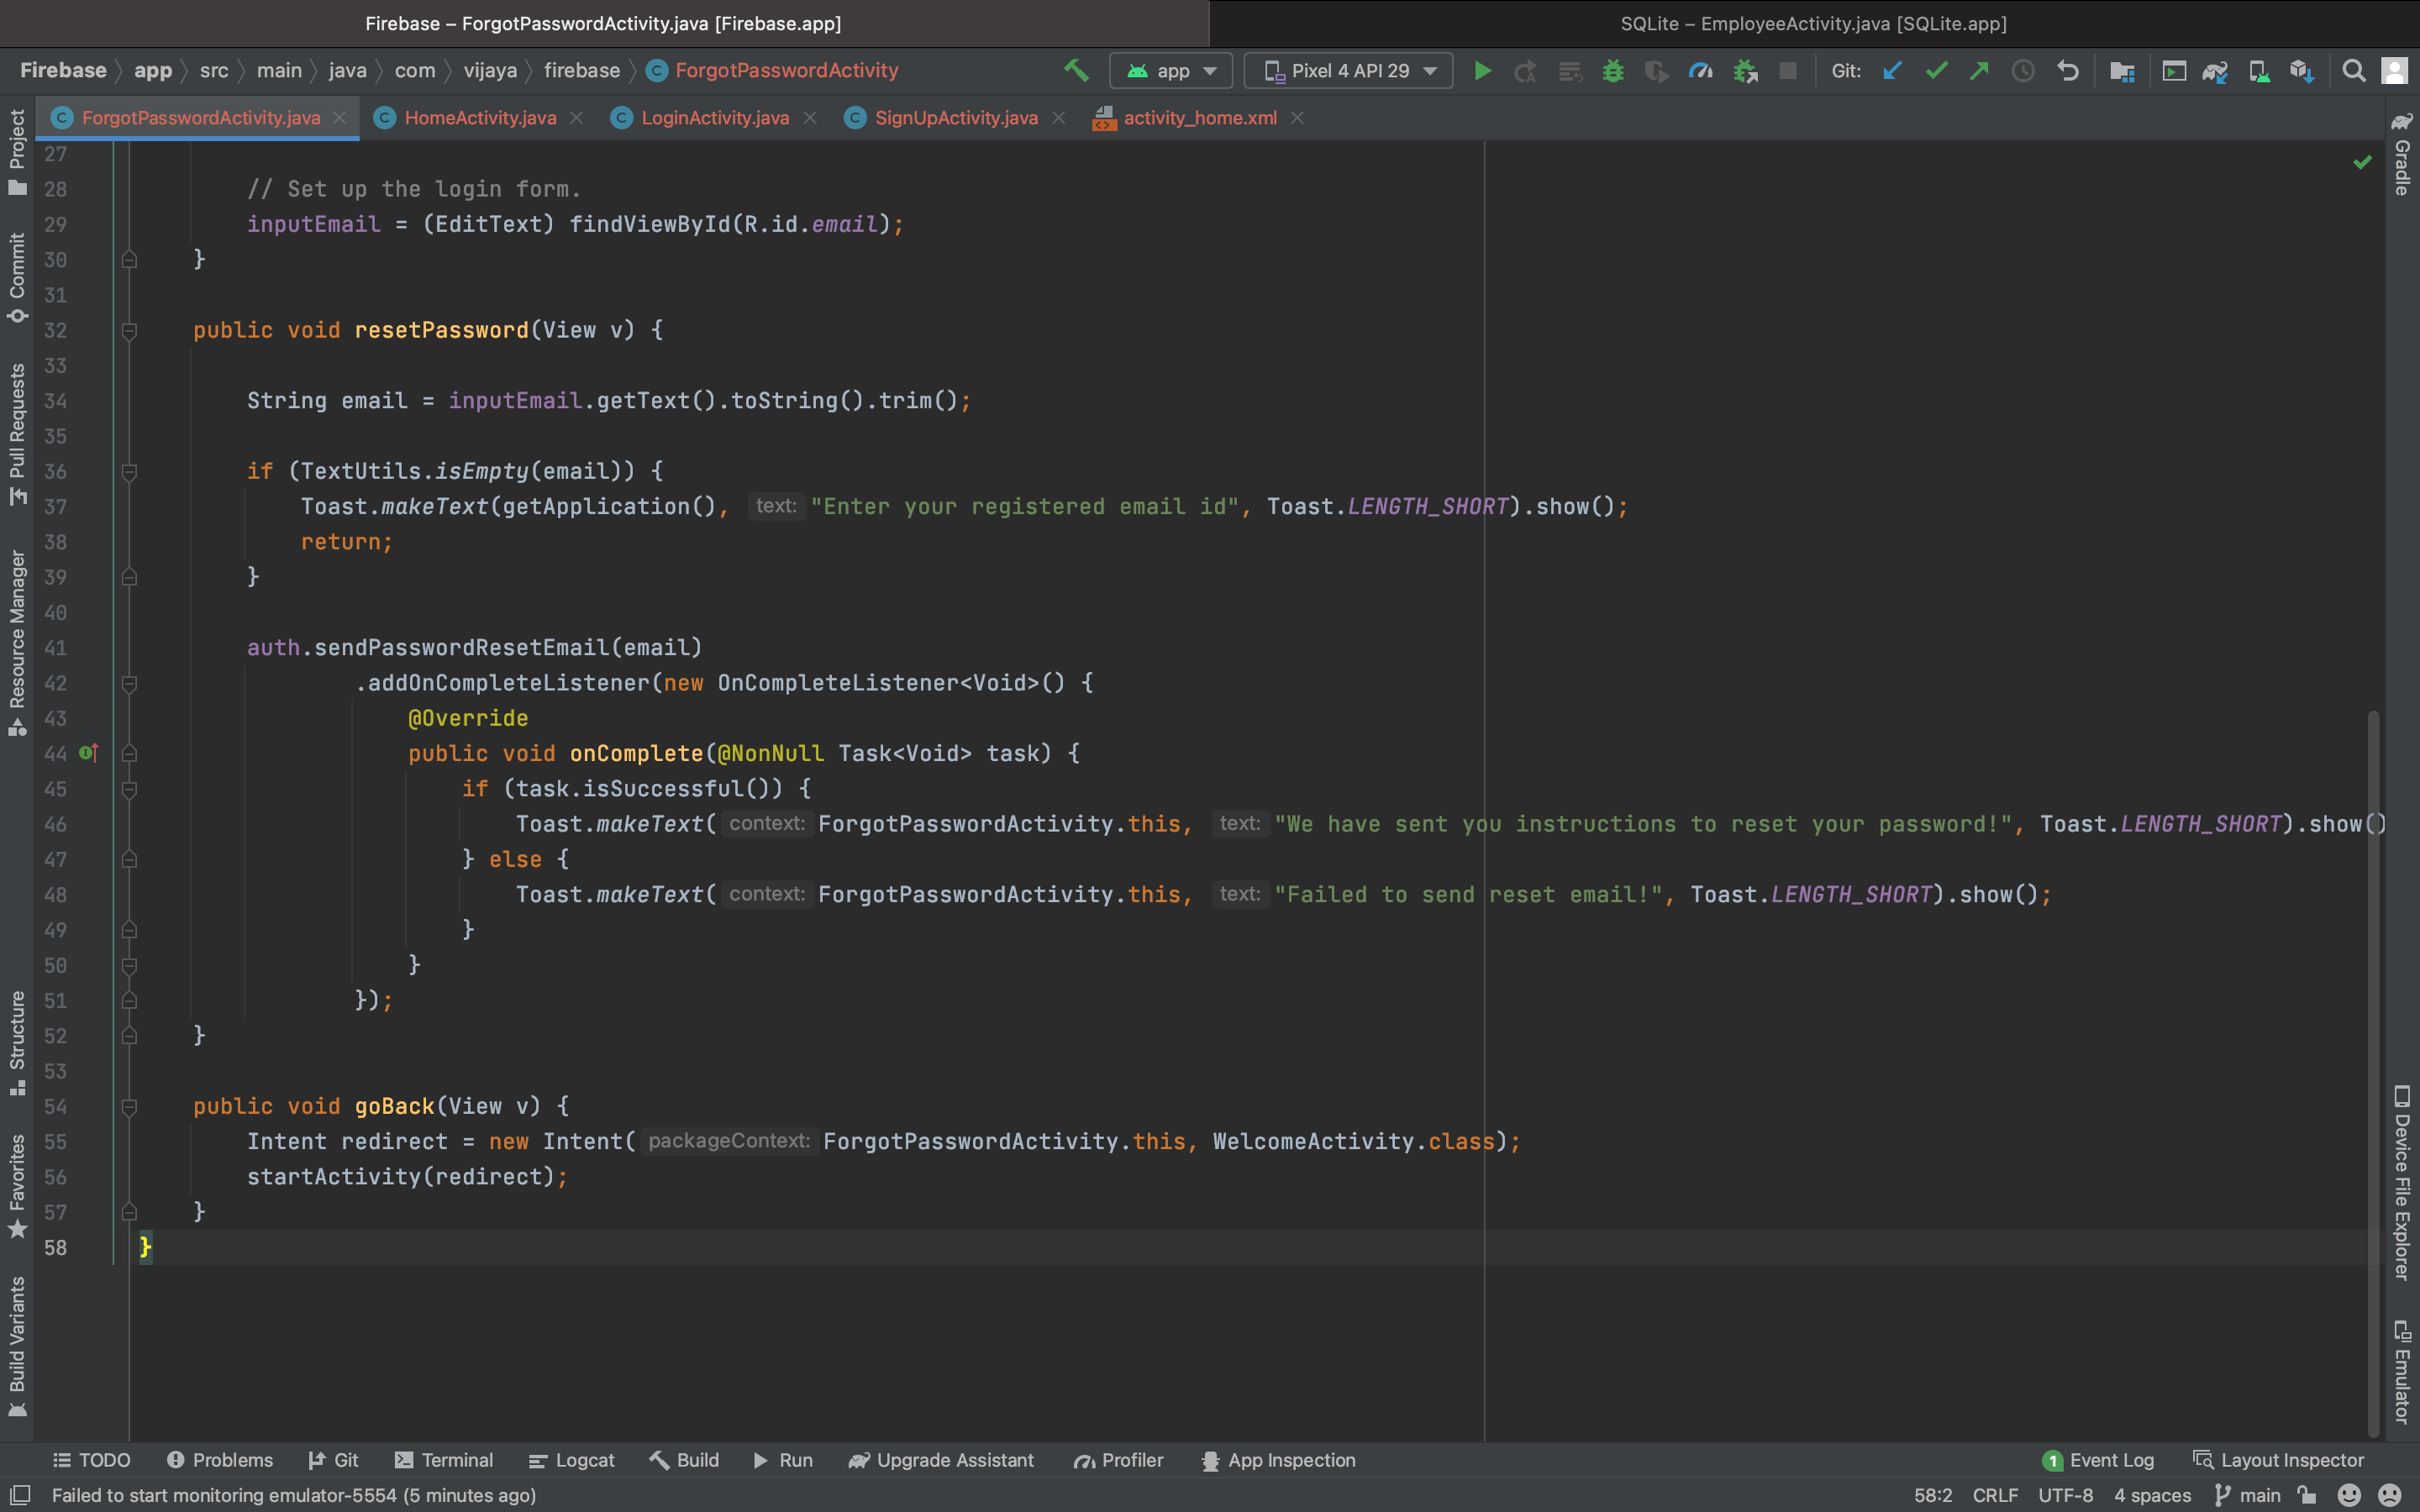 Firebase – ForgotPasswordActivity.java [Firebase.app]
SQLite – EmployeeActivity.java [SQLite.app]
Firebase app src main java com vijaya firebase C ForgotPasswordActivity
app
Pixel 4 API 29
Git:
C ForgotPasswordActivity.java
C HomeActivity.java
C LoginActivity.java
C SignUpActivity.java
activity_home.xml
Project
Commit
Pull Requests
Resource Manager
Structure
Favorites
Build Variants
27
28 // Set up the login form.
29 inputEmail = (EditText) findViewById(R.id.email);
30 }
31
32 public void resetPassword(View v) {
33
34 String email = inputEmail.getText().toString().trim();
35
36 if (TextUtils.isEmpty(email)) {
37 Toast.makeText(getApplication(), text: "Enter your registered email id", Toast.LENGTH_SHORT).show();
38 return;
39 }
40
41 auth.sendPasswordResetEmail(email)
42 .addOnCompleteListener(new OnCompleteListener<Void>() {
43 @Override
44 public void onComplete(@NonNull Task<Void> task) {
45 if (task.isSuccessful()) {
46 Toast.makeText( context: ForgotPasswordActivity.this, text: "We have sent you instructions to reset your password!", Toast.LENGTH_SHORT).show()
47 } else {
48 Toast.makeText( context: ForgotPasswordActivity.this, text: "Failed to send reset email!", Toast.LENGTH_SHORT).show();
49 }
50 }
51 });
52 }
53
54 public void goBack(View v) {
55 Intent redirect = new Intent( packageContext: ForgotPasswordActivity.this, WelcomeActivity.class);
56 startActivity(redirect);
57 }
58 }
Gradle
Device File Explorer
Emulator
TODO
Problems
Git
Terminal
Logcat
Build
Run
Upgrade Assistant
Profiler
App Inspection
1 Event Log
Layout Inspector
Failed to start monitoring emulator-5554 (5 minutes ago)
58:2 CRLF UTF-8 4 spaces main